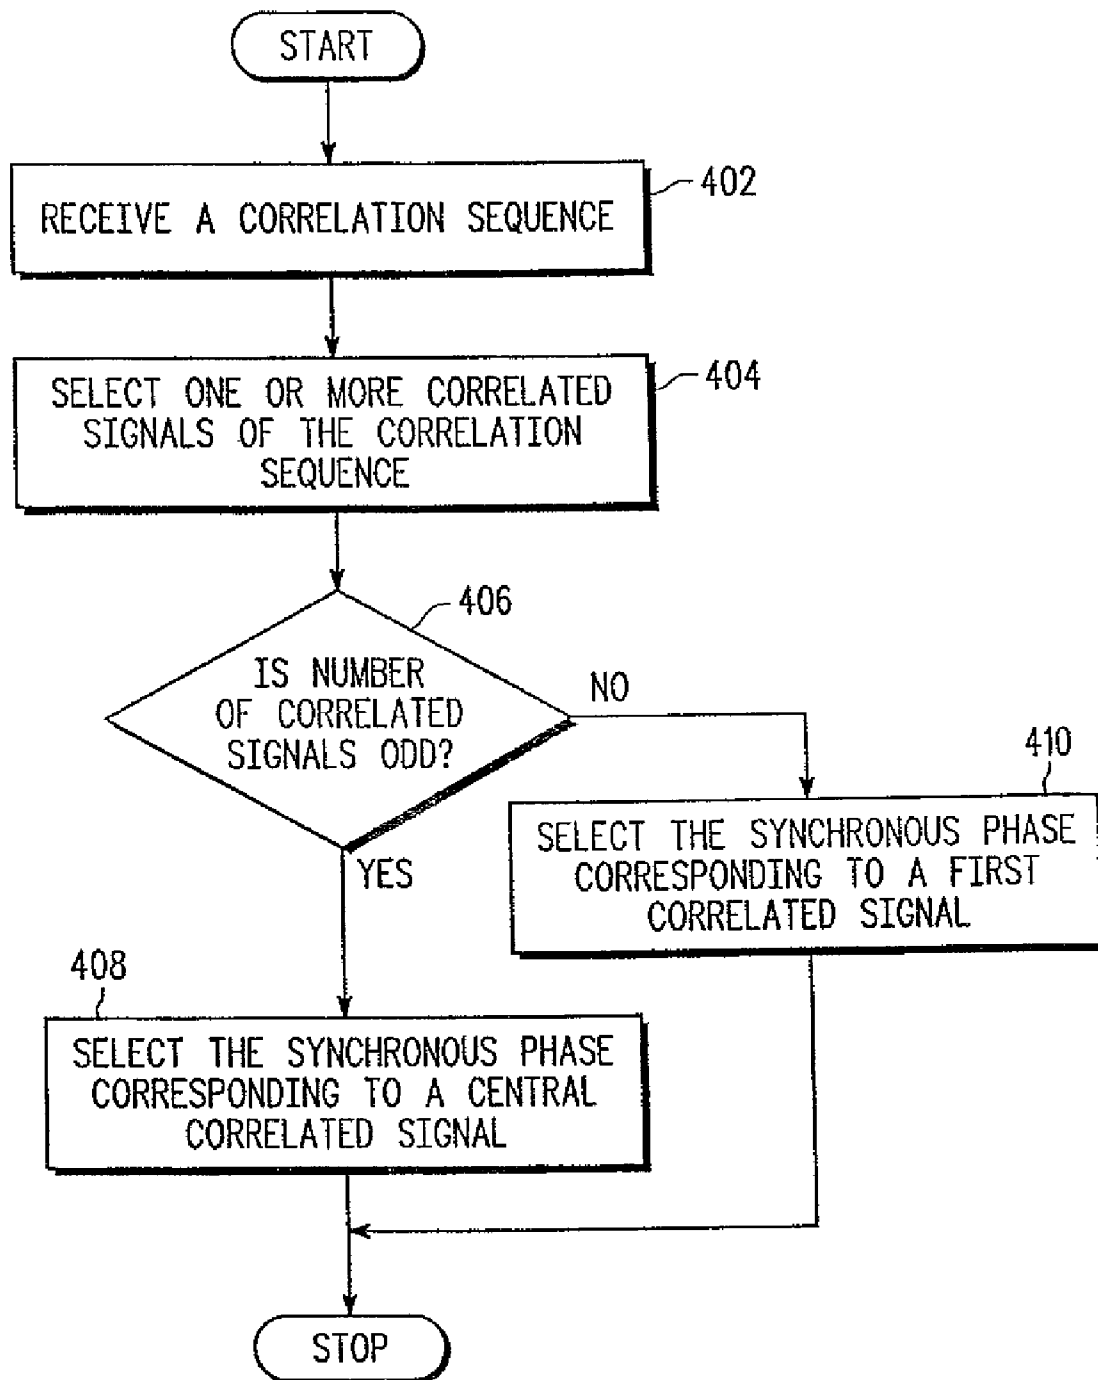 START
RECEIVE A CORRELATION SEQUENCE
402
SELECT ONE OR MORE CORRELATED
SIGNALS OF THE CORRELATION
SEQUENCE
404
406
IS NUMBER
OF CORRELATED
SIGNALS ODD?
NO
YES
410
SELECT THE SYNCHRONOUS PHASE
CORRESPONDING TO A FIRST
CORRELATED SIGNAL
408
SELECT THE SYNCHRONOUS PHASE
CORRESPONDING TO A CENTRAL
CORRELATED SIGNAL
STOP